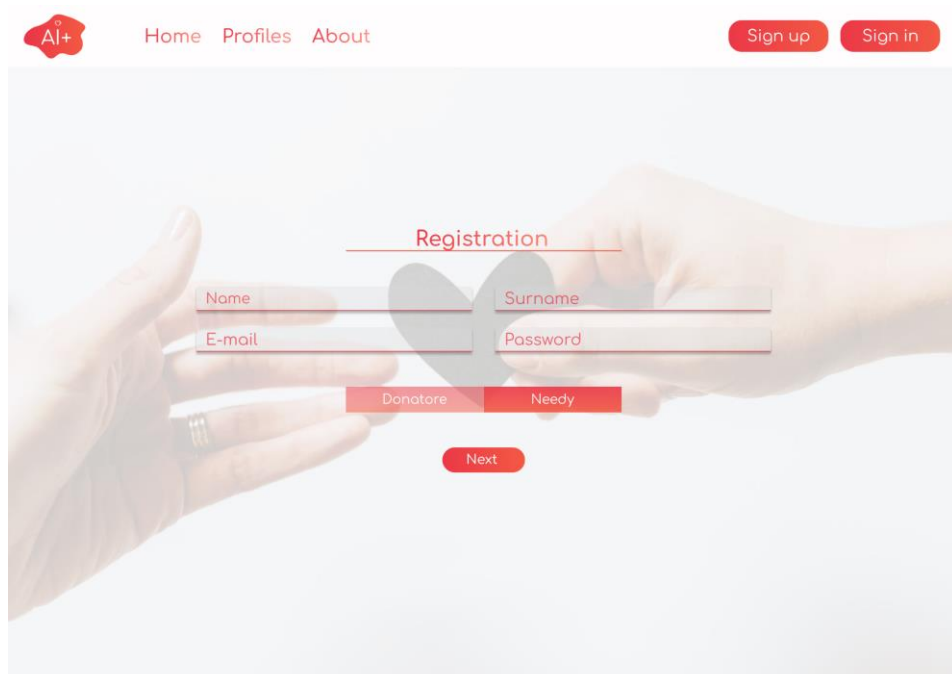 AI+
Home Profiles About
Sign up Sign in
Registration
Name Surname
E-mail Password
Donatore Needy
Next